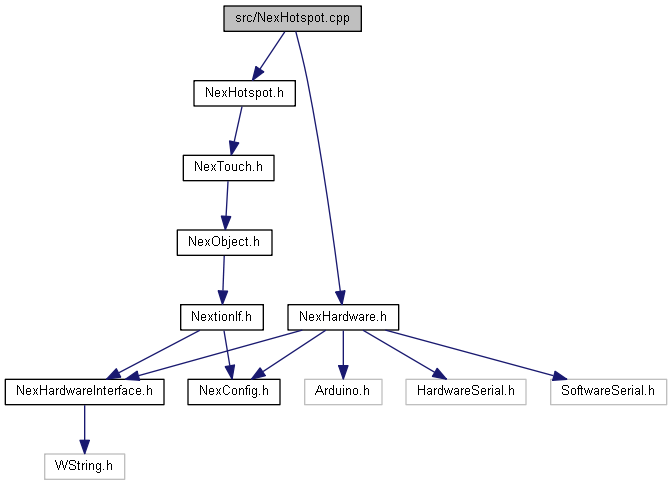 src/NexHotspot.cpp
NexHotspot.h
NexTouch.h
NexObject.h
NextionIf.h
NexHardware.h
NexHardwareInterface.h
NexConfig.h
Arduino.h
HardwareSerial.h
SoftwareSerial.h
WString.h